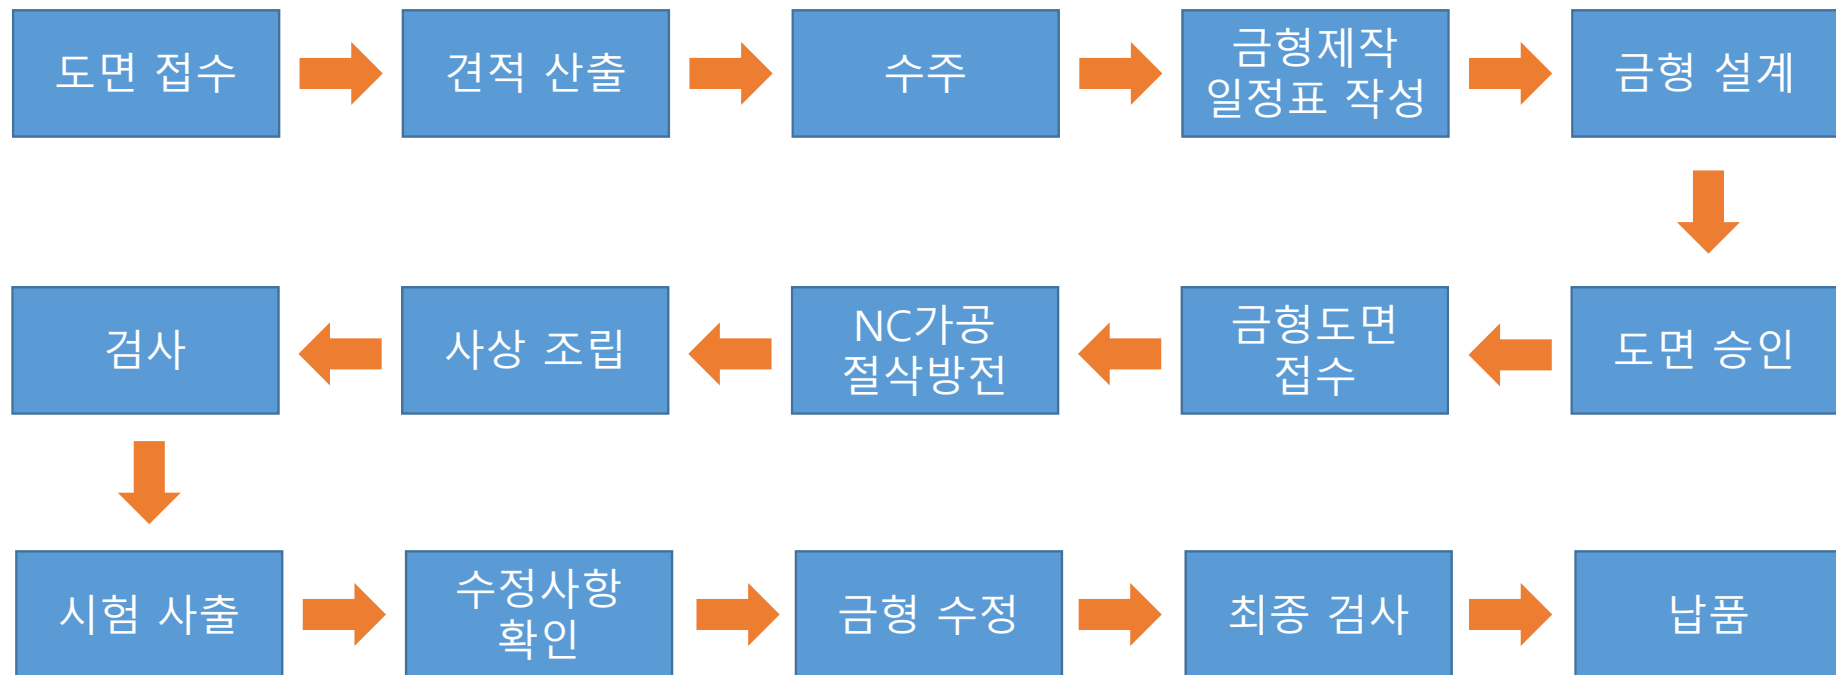 도면 접수
견적 산출
수주
금형제작
일정표 작성
금형 설계
도면 승인
금형도면
접수
NC가공
절삭방전
사상 조립
검사
시험 사출
수정사항
확인
금형 수정
최종 검사
납품